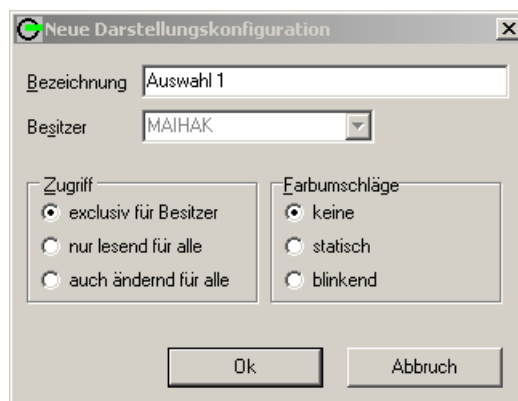 Neue Darstellungskonfiguration
Bezeichnung Auswahl 1
Besitzer MAIHAK
Zugriff
exclusiv für Besitzer
nur lesend für alle
auch ändernd für alle
Farbumschläge
keine
statisch
blinkend
Ok Abbruch